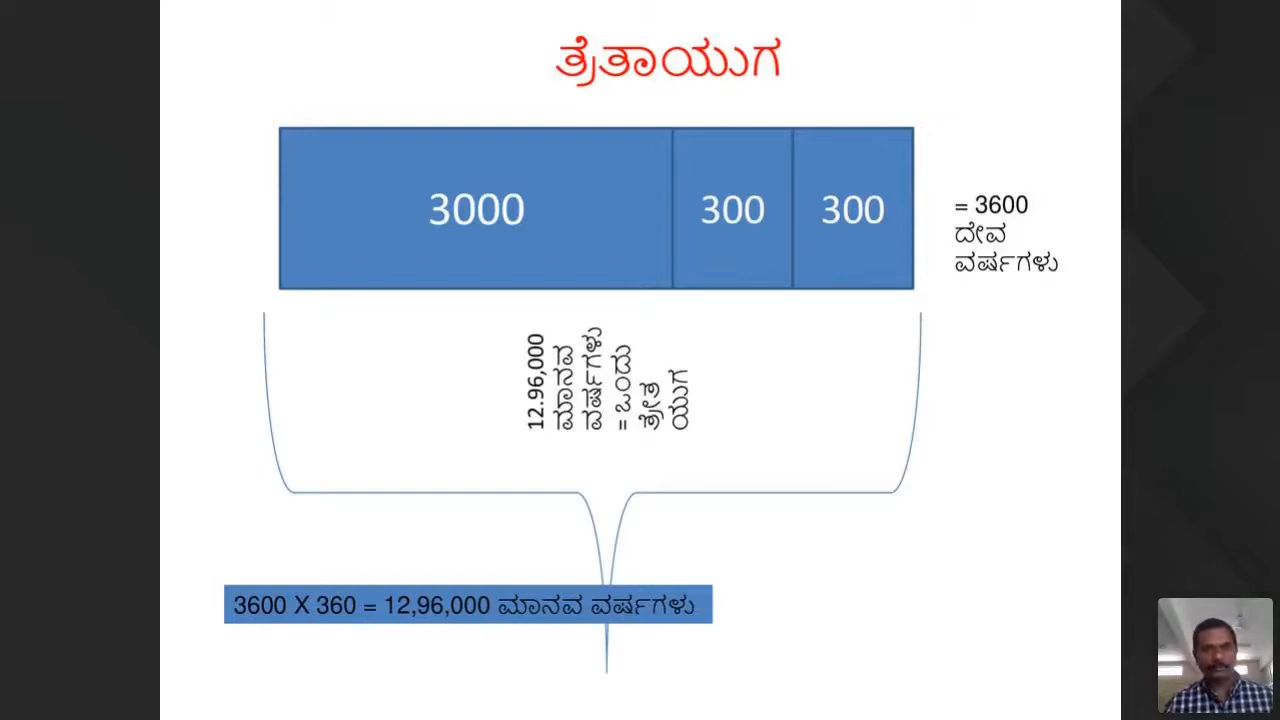 ತ್ರೆತಾಯುಗ
3000
300
300
= 3600
ದೇವ
ವರ್ಷಗಳು
12.96,000
ಮಾನವ
ವರ್ಷಗಳು
= ಒಂದು
ತ್ರೇತ
ಯುಗ
3600 X 360 = 12,96,000 ಮಾನವ ವರ್ಷಗಳು